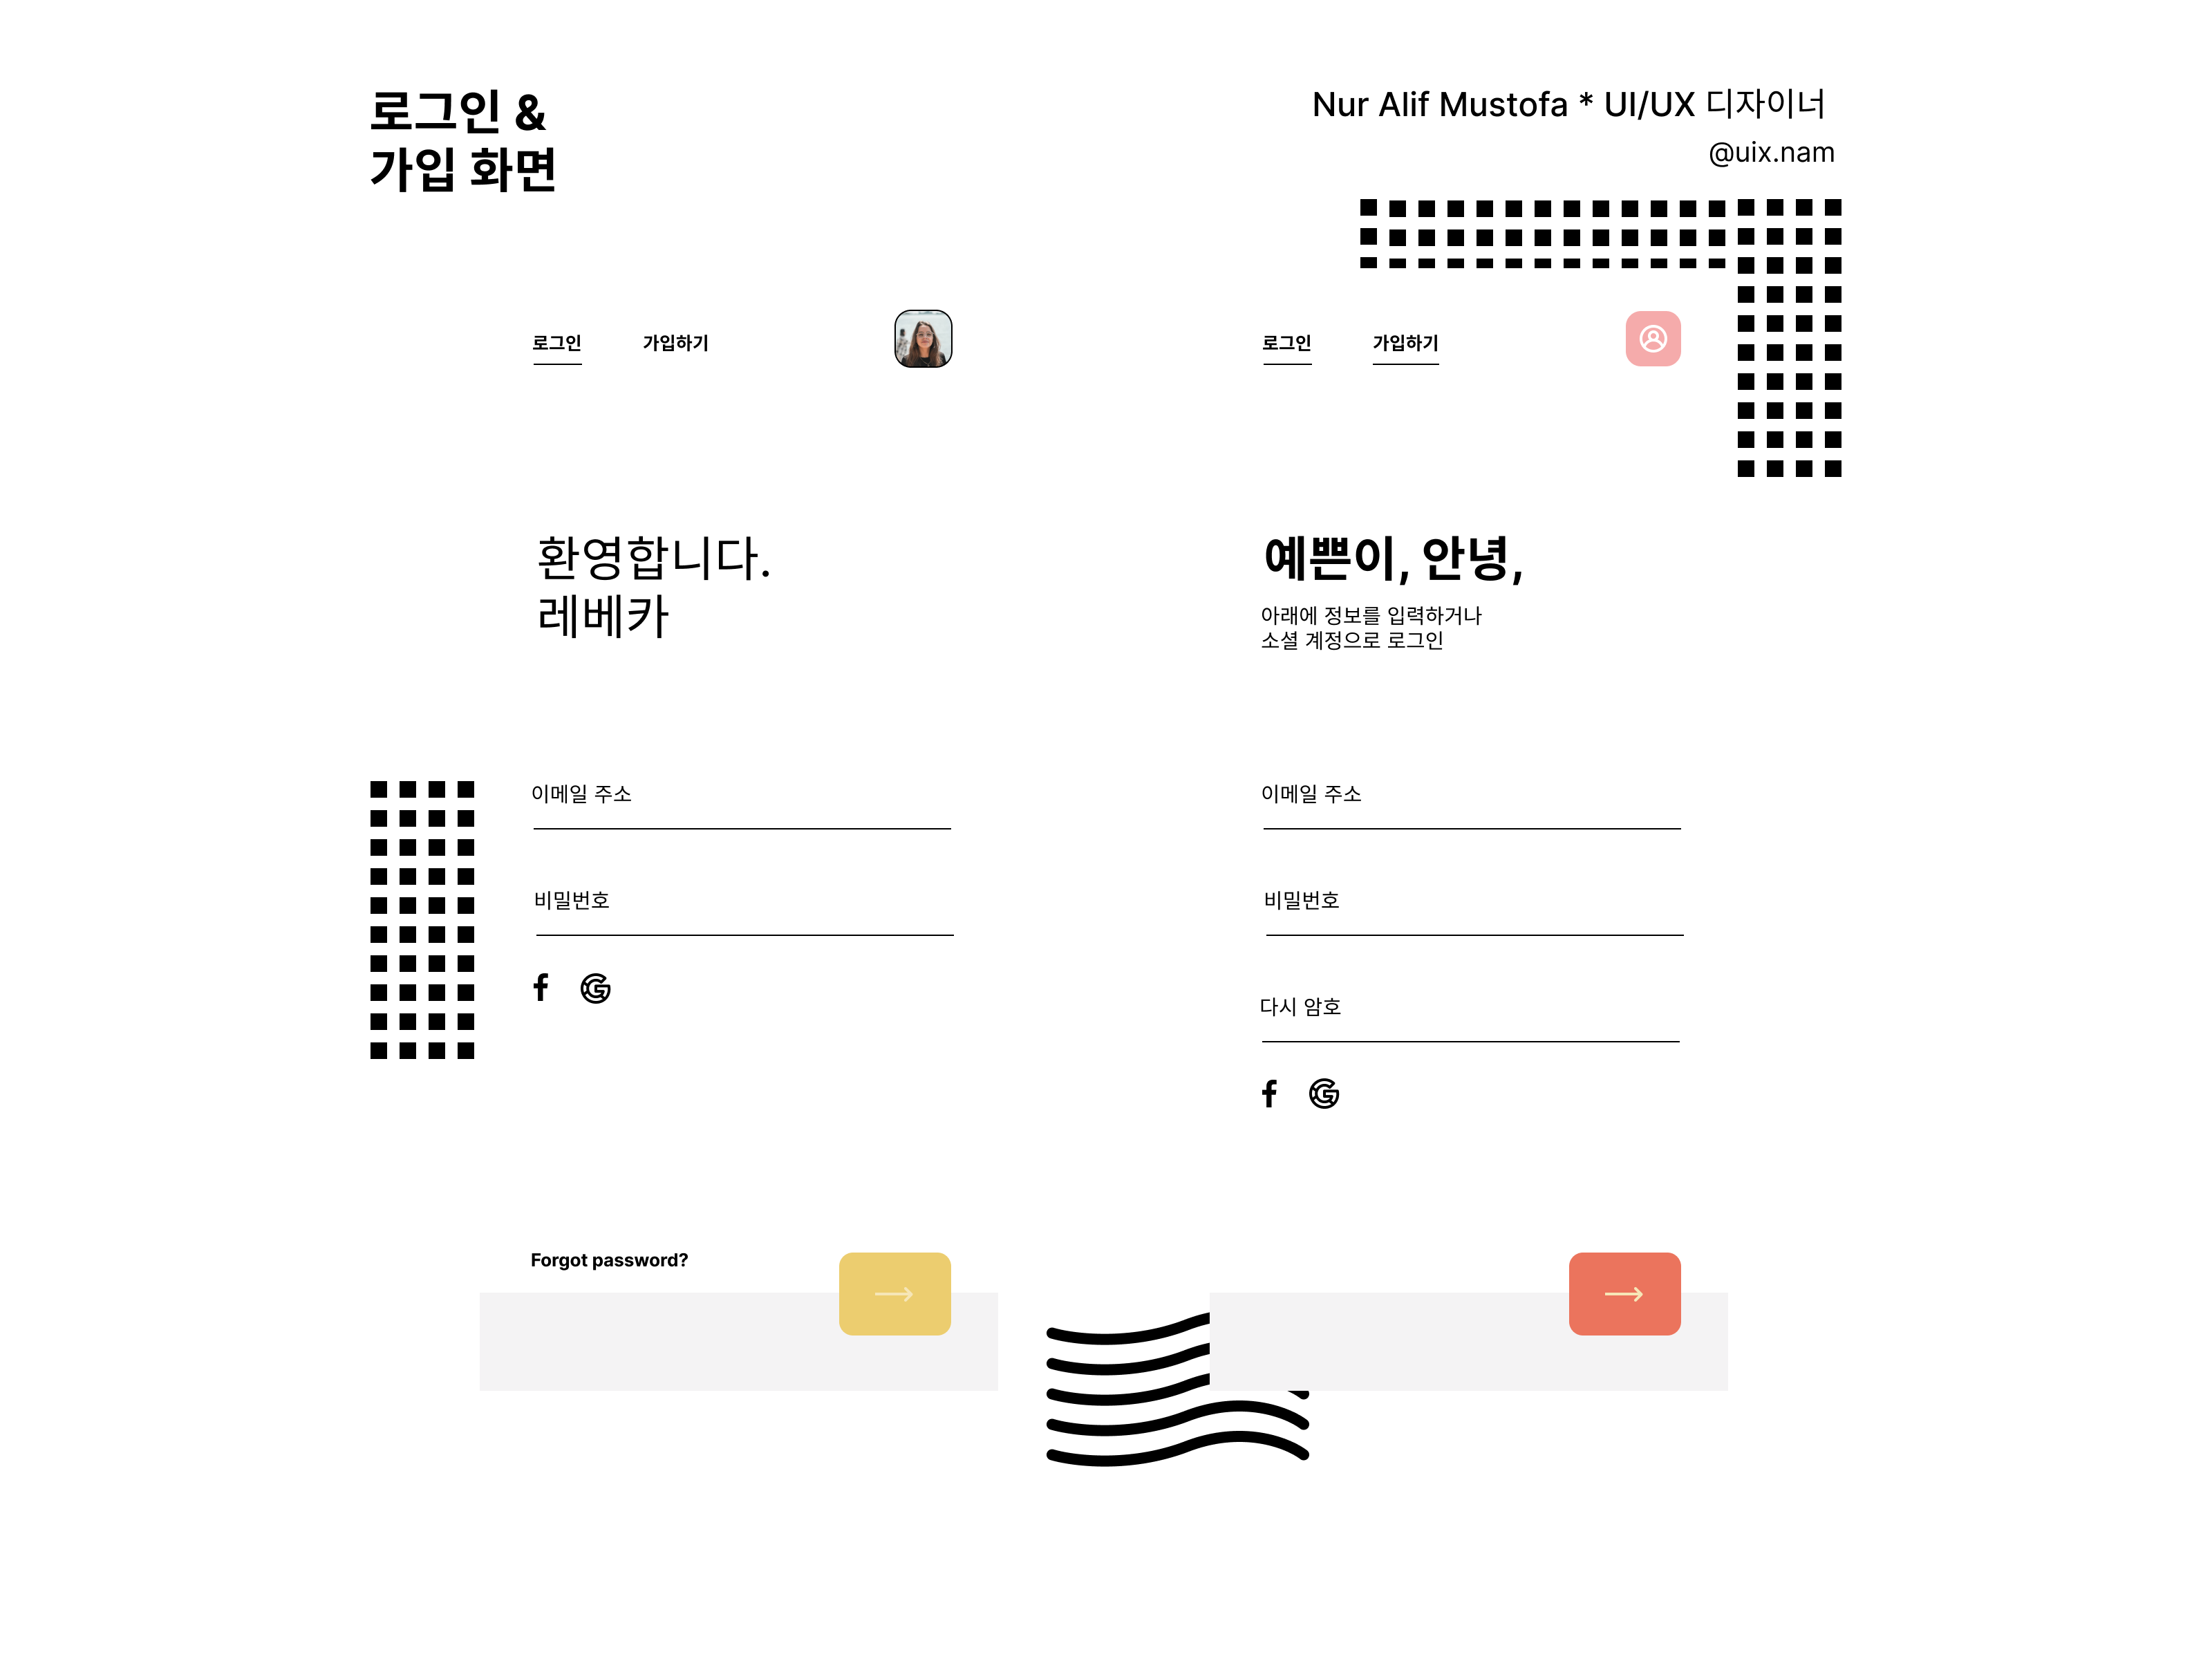 로그인 &
가입 화면
Nur Alif Mustofa * UI/UX 디자이너
@uix.nam
로그인 가입하기
환영합니다.
레베카
이메일 주소
비밀번호
f G
Forgot password?
로그인 가입하기
예쁜이, 안녕,
아래에 정보를 입력하거나
소셜 계정으로 로그인
이메일 주소
비밀번호
다시 암호
f G